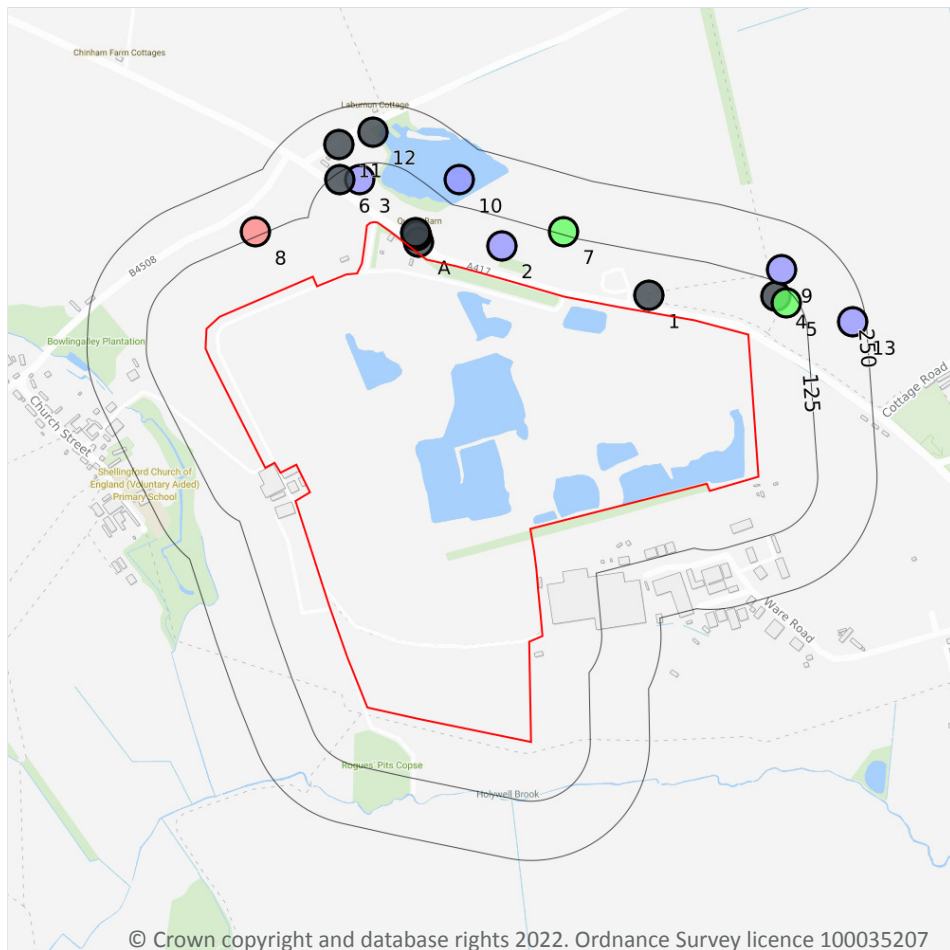 Chinham Farm Cottages
Laburnun Cottage
12
11
6
3
10
8
A
2
7
B4508
A417
1
9
4
5
13
250
125
Bowlingalley Plantation
Cottage Road
Church Street
Shellingford Church of
England (Voluntary Aided)
Primary School
Ware Road
Rogues' Pits Copse
Holywell Brook
© Crown copyright and database rights 2022. Ordnance Survey licence 100035207